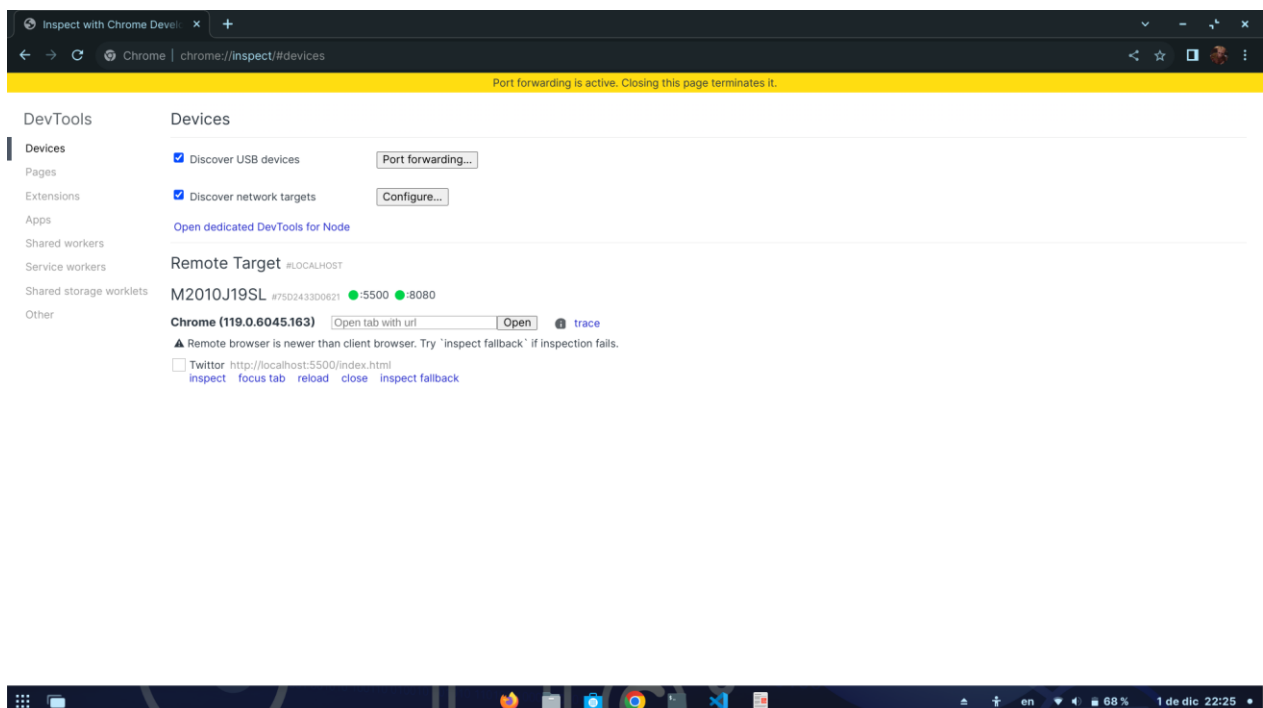 Inspect with Chrome Devel
Chrome | chrome://inspect/#devices
Port forwarding is active. Closing this page terminates it.
DevTools
Devices
Pages
Extensions
Apps
Shared workers
Service workers
Shared storage worklets
Other
Devices
Discover USB devices Port forwarding...
Discover network targets Configure...
Open dedicated DevTools for Node
Remote Target #LOCALHOST
M2010J19SL #75D2433D0621 :5500 :8080
Chrome (119.0.6045.163) Open tab with url Open trace
Remote browser is newer than client browser. Try `inspect fallback` if inspection fails.
Twittor http://localhost:5500/index.html
inspect focus tab reload close inspect fallback
en 68 % 1 de dic 22:25